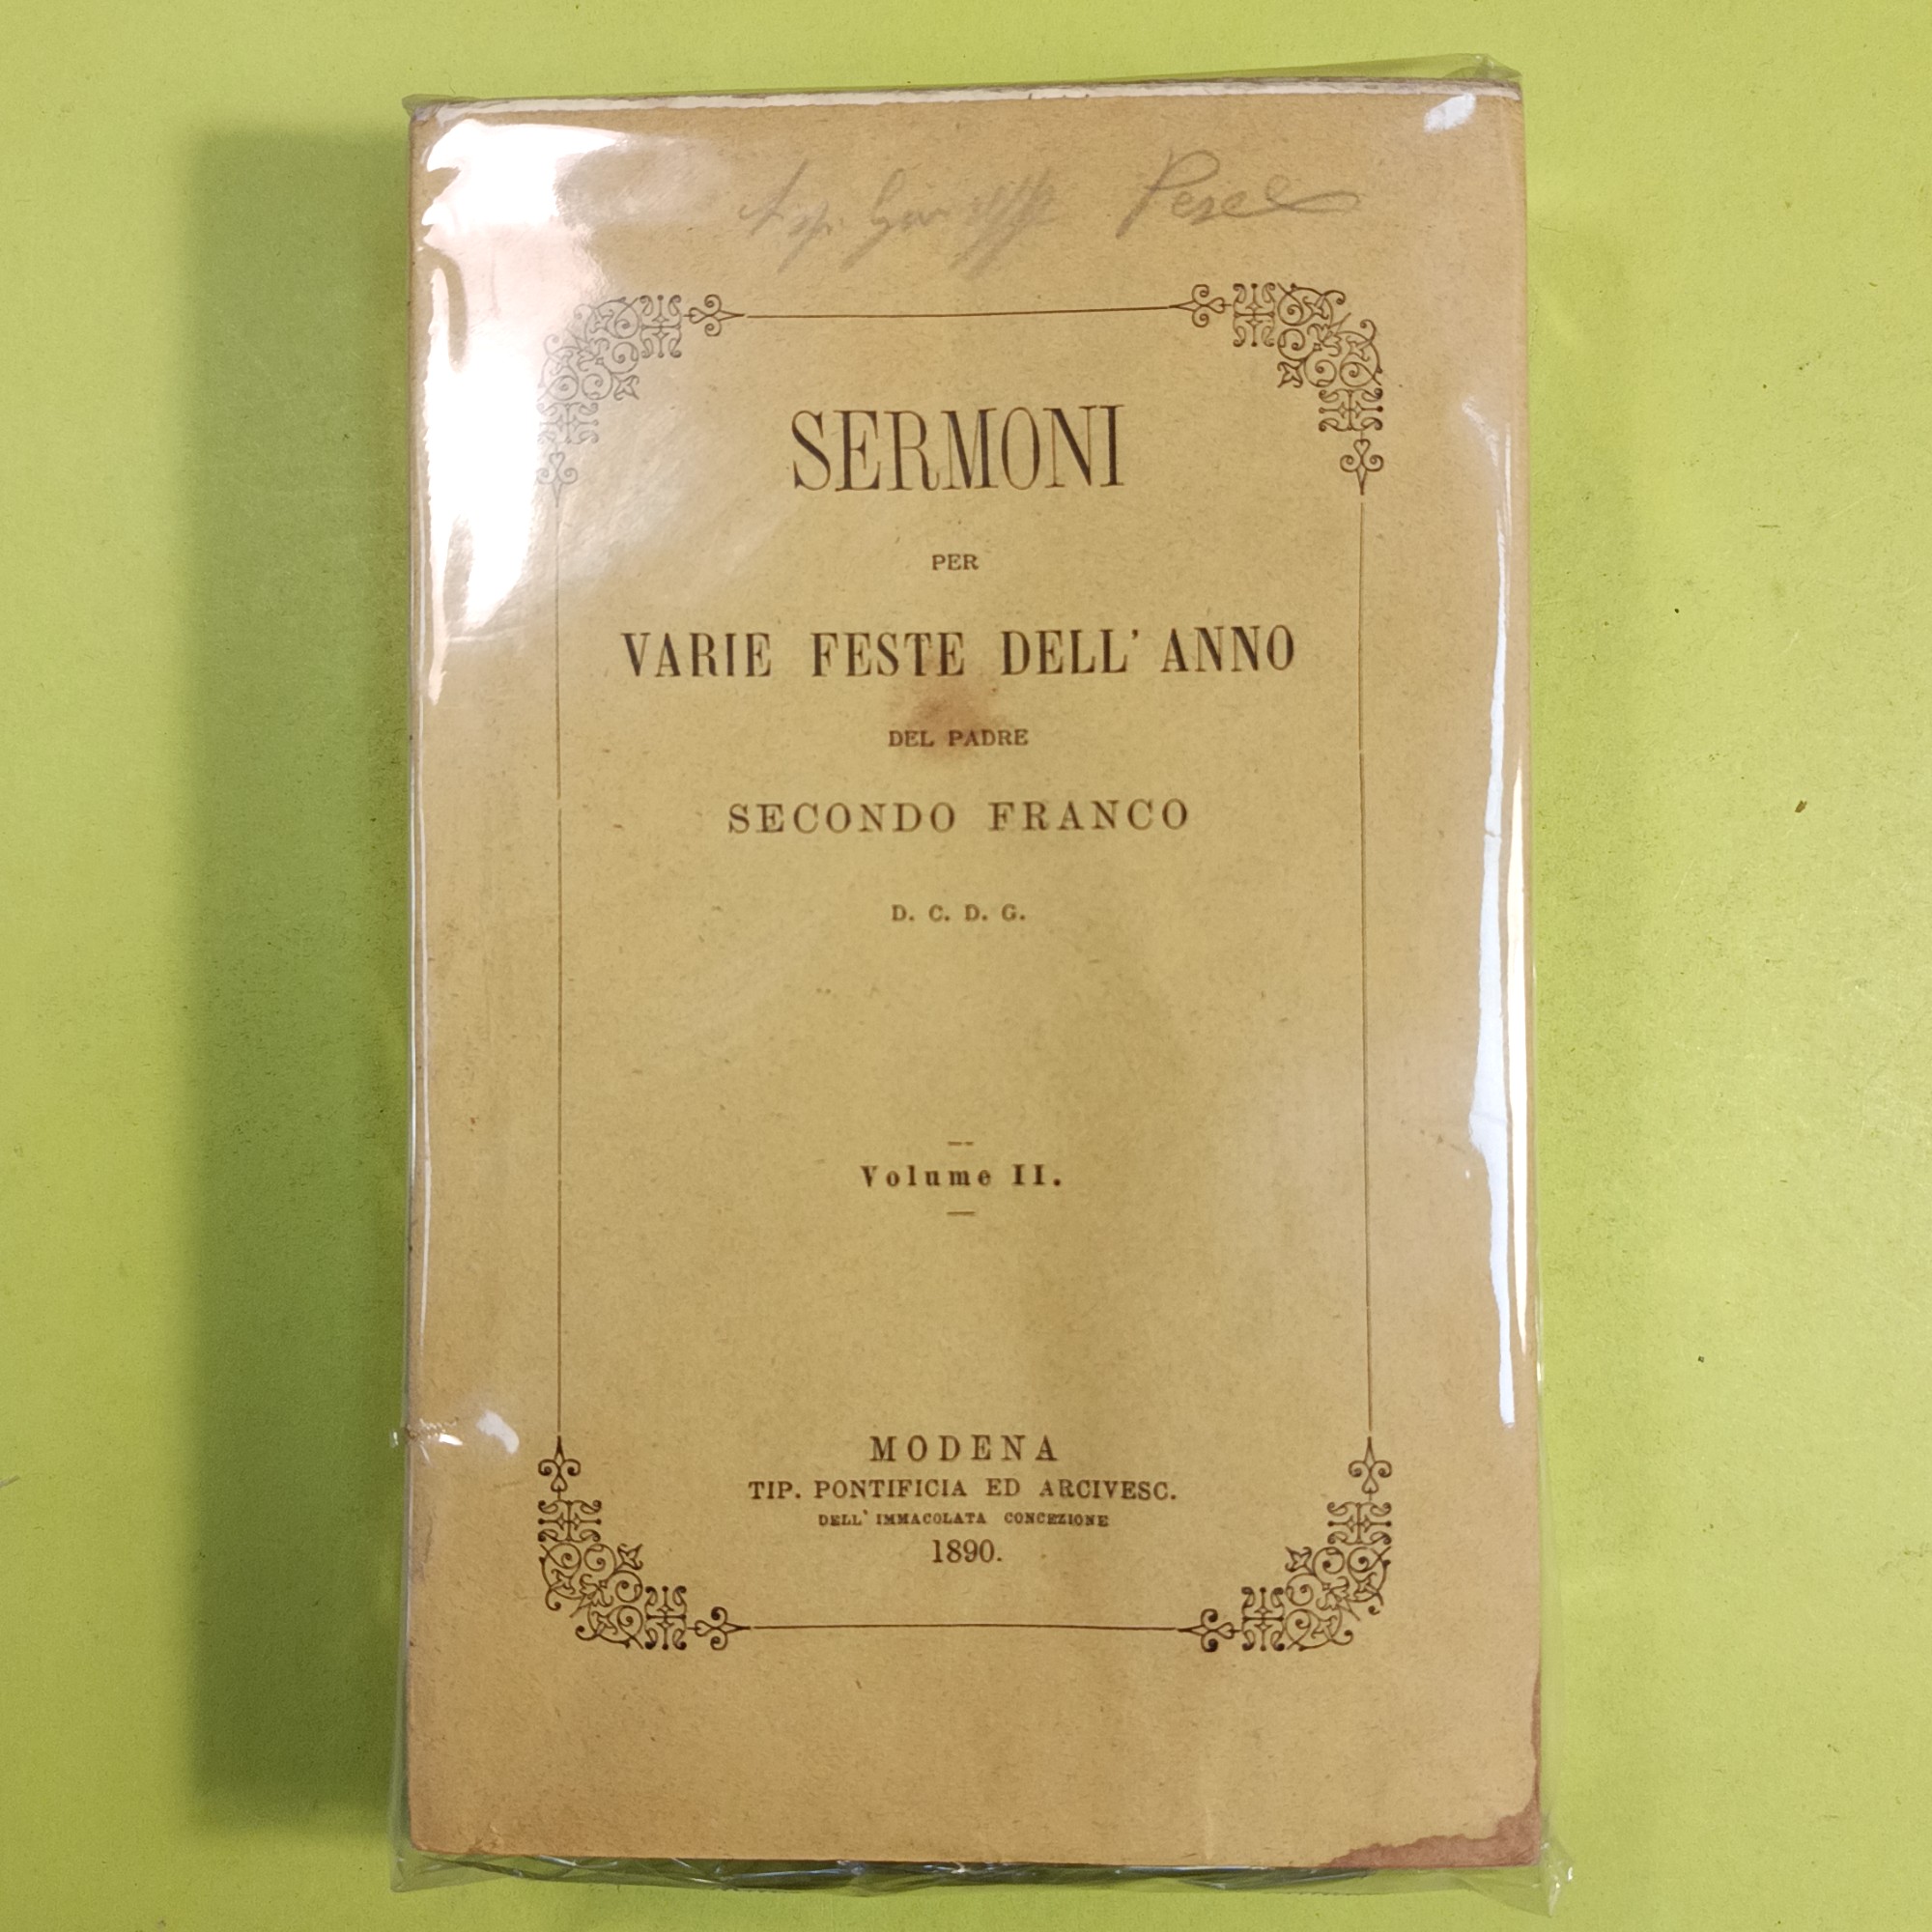 Pesce
SERMONI
PER
VARIE FESTE DELL' ANNO
DEL PADRE
SECONDO FRANCO
D. C. D. G.
Volume II.
MODENA
TIP. PONTIFICIA ED ARCIVESC.
DELL' IMMACOLATA CONCEZIONE
1890.